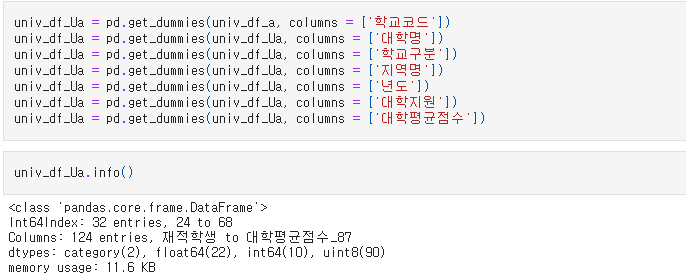 univ_df_Ua = pd.get_dummies(univ_df_a, columns = ['학교코드'])
univ_df_Ua = pd.get_dummies(univ_df_Ua, columns = ['대학명'])
univ_df_Ua = pd.get_dummies(univ_df_Ua, columns = ['학교구분'])
univ_df_Ua = pd.get_dummies(univ_df_Ua, columns = ['지역명'])
univ_df_Ua = pd.get_dummies(univ_df_Ua, columns = ['년도'])
univ_df_Ua = pd.get_dummies(univ_df_Ua, columns = ['대학지원'])
univ_df_Ua = pd.get_dummies(univ_df_Ua, columns = ['대학평균점수'])
univ_df_Ua.info()
<class 'pandas.core.frame.DataFrame'>
Int64Index: 32 entries, 24 to 68
Columns: 124 entries, 재적학생 to 대학평균점수_87
dtypes: category(2), float64(22), int64(10), uint8(90)
memory usage: 11.6 KB